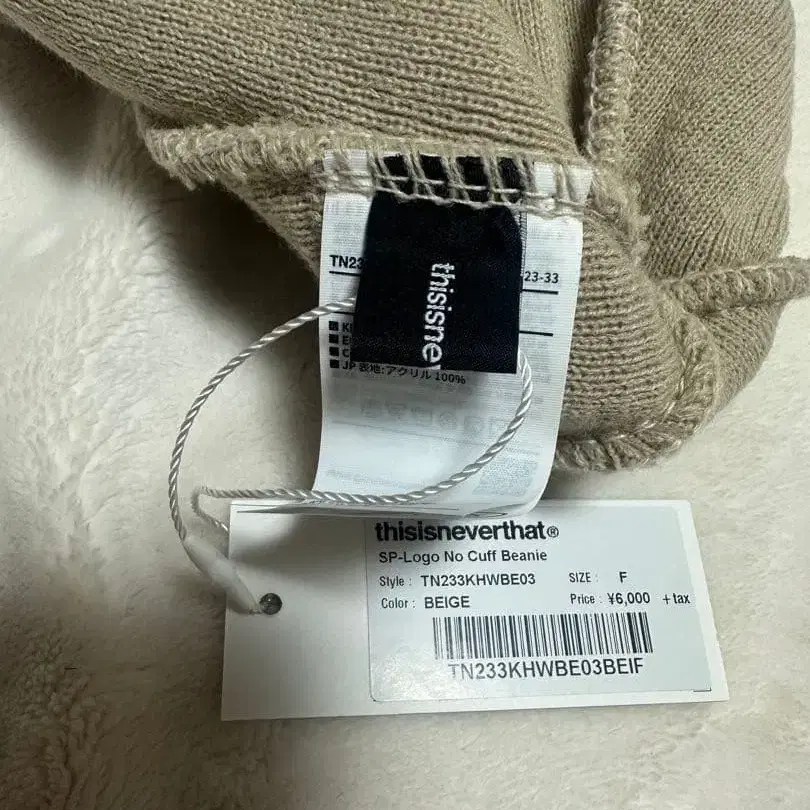 TN23
23-33
thisisne
JP 表地:アクリル 100%
thisisneverthat®
SP-Logo No Cuff Beanie
Style : TN233KHWBE03 SIZE : F
Color : BEIGE Price : ¥6,000 +tax
TN233KHWBE03BEIF